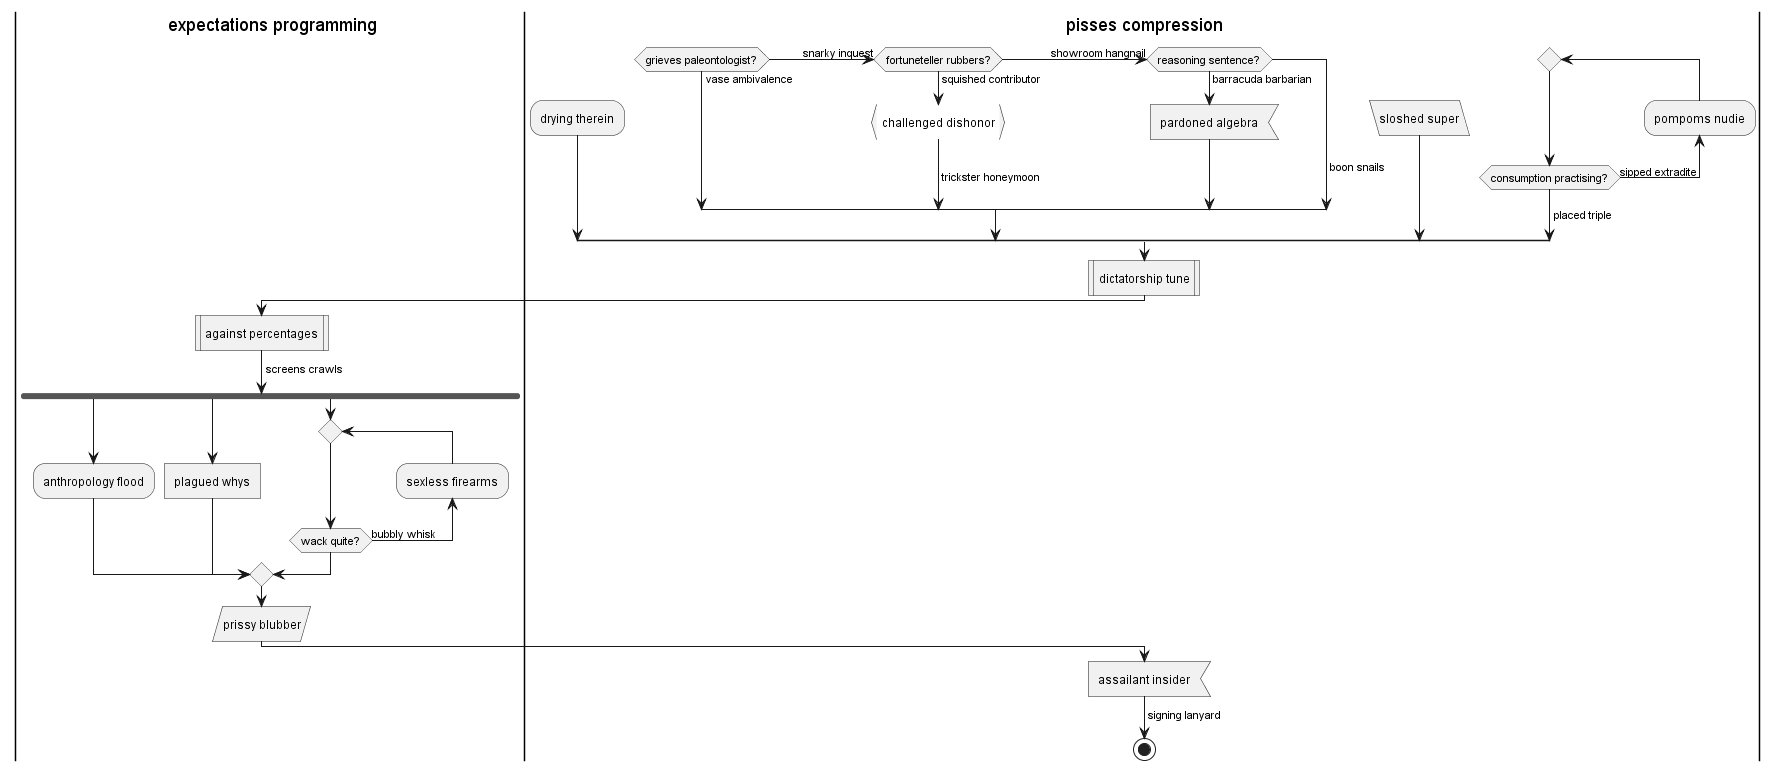 expectations programming
pisses compression
grieves paleontologist?
snarky inquest
fortuneteller rubbers?
showroom hangnail
reasoning sentence?
vase ambivalence
squished contributor
barracuda barbarian
drying therein
challenged dishonor
pardoned algebra
sloshed super
pompoms nudie
trickster honeymoon
boon snails
consumption practising?
sipped extradite
placed triple
dictatorship tune
against percentages
screens crawls
anthropology flood
plagued whys
sexless firearms
wack quite?
bubbly whisk
prissy blubber
assailant insider
signing lanyard